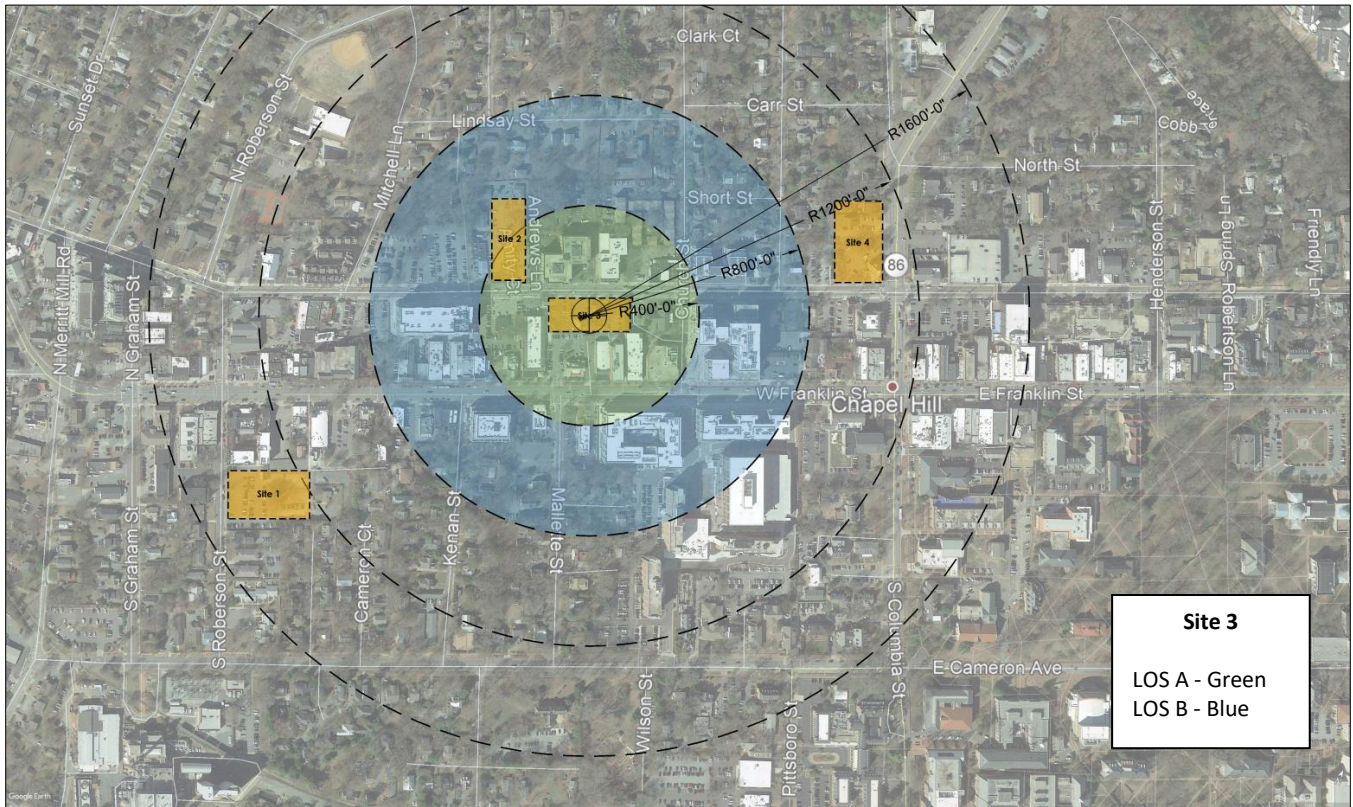 Clark Ct
Sunset Dr
N Roberson St
Carr St
Lindsay St
Cobb Terrace
R1600'-0"
Mitchell Ln
North St
Short St
R1200'-0"
Andrews Ln
Site 2
Site 4
Henderson St
Spring Ln
Friendly Ln
N Merritt Mill Rd
N Graham St
R800'-0"
86
Robertson Ln
Site 3
R400'-0"
W Franklin St
E Franklin St
Chapel Hill
Site 1
S Graham St
S Roberson St
Cameron Ct
Kenan St
Mallette St
S Columbia St
E Cameron Ave
Wilson St
Pittsboro St
Site 3
LOS A - Green
LOS B - Blue
Google Earth